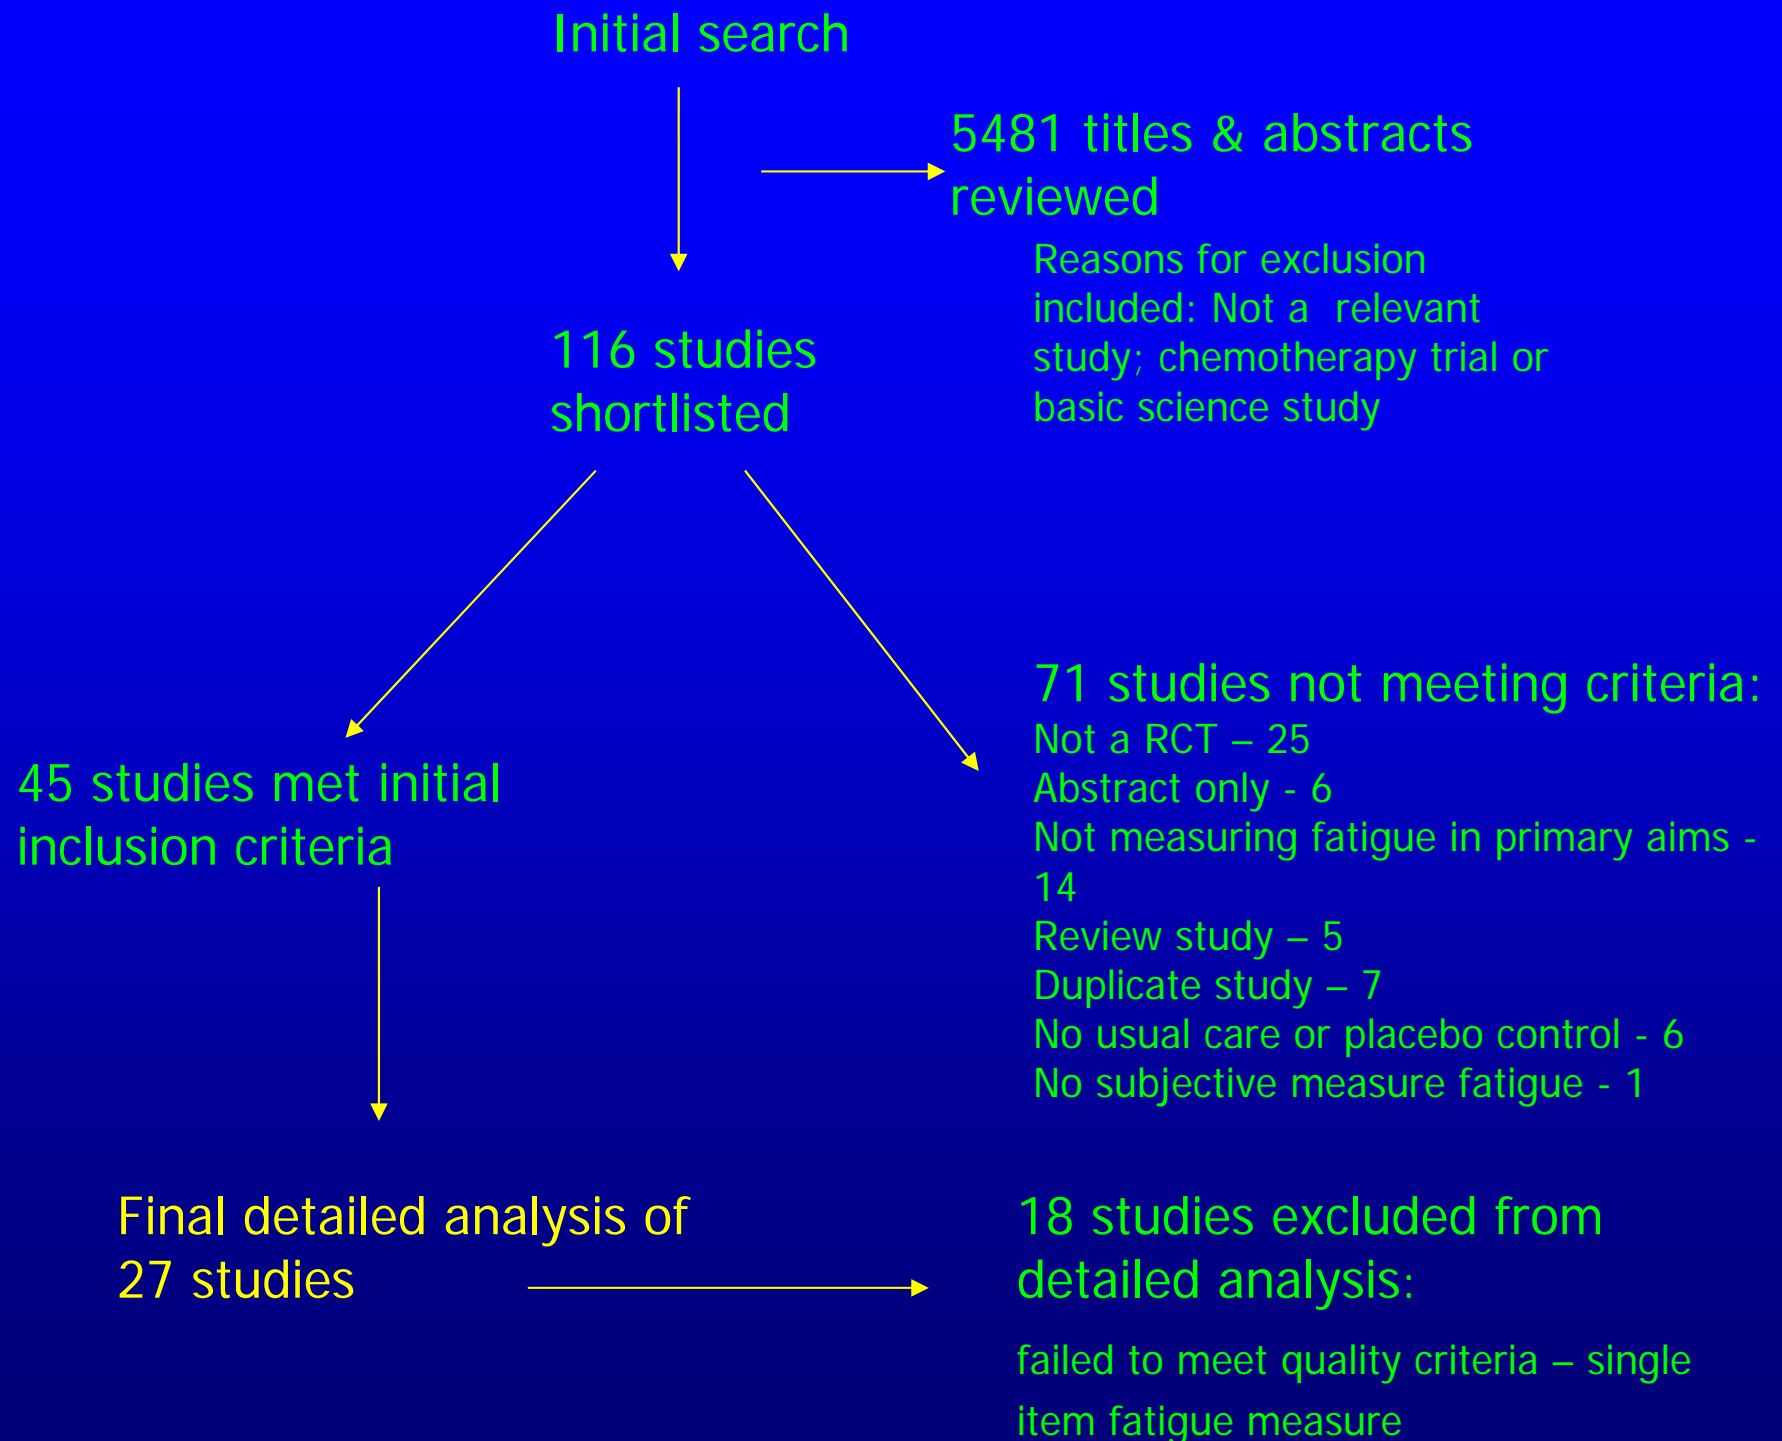 Initial search
5481 titles & abstracts
reviewed
Reasons for exclusion
included: Not a relevant
study; chemotherapy trial or
basic science study
116 studies
shortlisted
71 studies not meeting criteria:
Not a RCT – 25
Abstract only - 6
Not measuring fatigue in primary aims -
14
Review study – 5
Duplicate study – 7
No usual care or placebo control - 6
No subjective measure fatigue - 1
45 studies met initial
inclusion criteria
Final detailed analysis of
27 studies
18 studies excluded from
detailed analysis:
failed to meet quality criteria – single
item fatigue measure